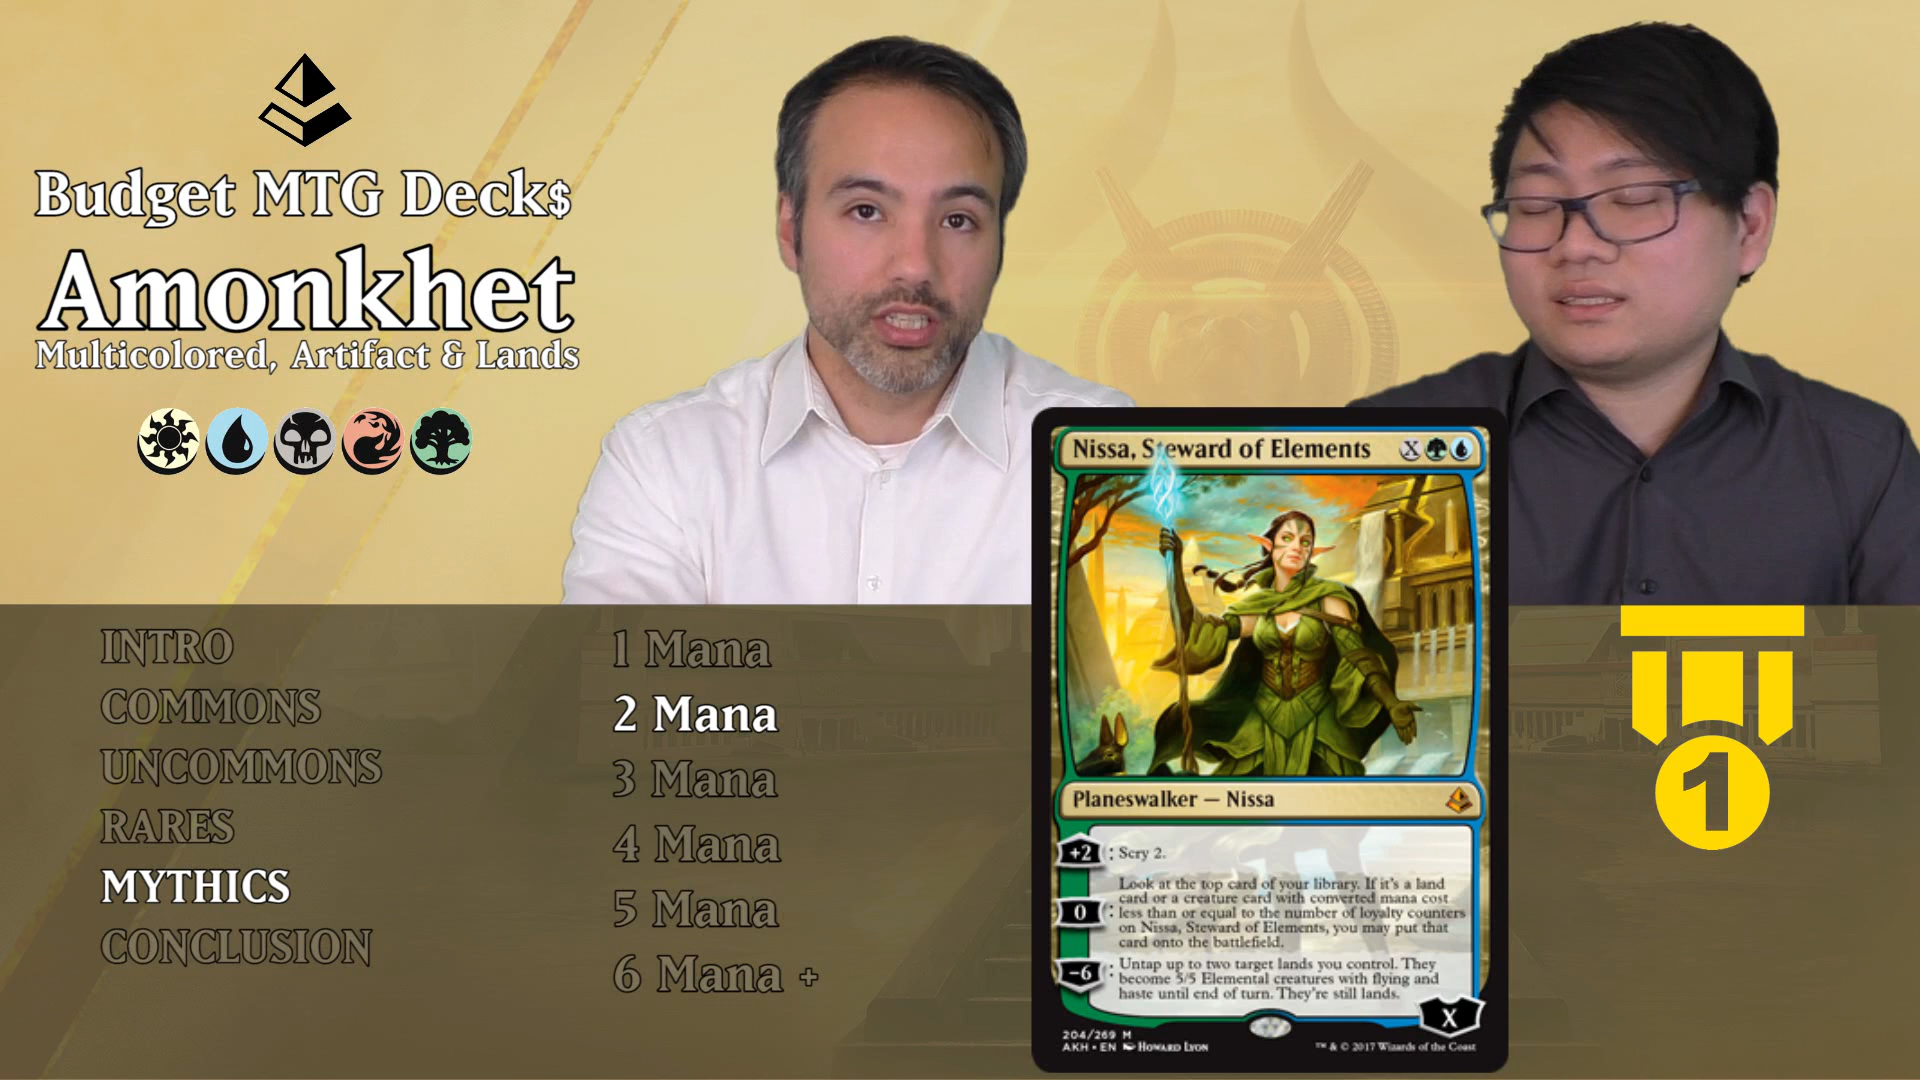 Budget MTG Deck$
Amonkhet
Multicolored, Artifact & Lands
INTRO
COMMONS
UNCOMMONS
RARES
MYTHICS
CONCLUSION
1 Mana
2 Mana
3 Mana
4 Mana
5 Mana
6 Mana +
Nissa, Steward of Elements X
Planeswalker — Nissa
+2 : Scry 2.
Look at the top card of your library. If it's a land
card or a creature card with converted mana cost
0 : less than or equal to the number of loyalty counters
on Nissa, Steward of Elements, you may put that
card onto the battlefield.
Untap up to two target lands you control. They
-6 : become 5/5 Elemental creatures with flying and
haste until end of turn. They're still lands.
X
204/269 M
AKH • EN Howard Lyon
™ & © 2017 Wizards of the Coast
1